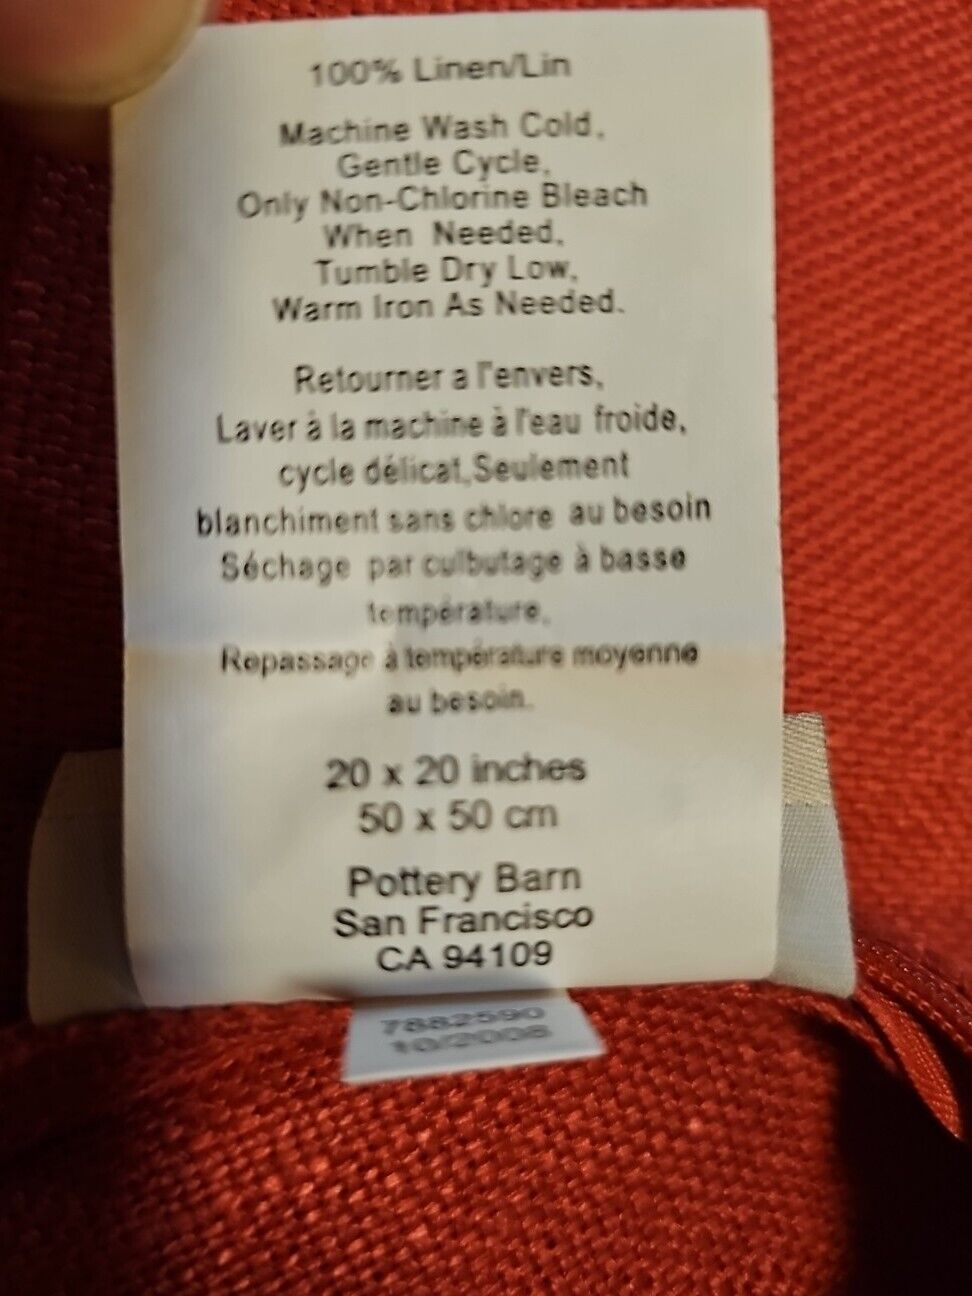 100% Linen/Lin
Machine Wash Cold,
Gentle Cycle,
Only Non-Chlorine Bleach
When Needed,
Tumble Dry Low,
Warm Iron As Needed.
Retourner a l'envers,
Laver à la machine à l'eau froide,
cycle délicat,Seulement
blanchiment sans chlore au besoin
Séchage par culbutage à basse
température,
Repassage à température moyenne
au besoin.
20 x 20 inches
50 x 50 cm
Pottery Barn
San Francisco
CA 94109
7882590
10/2008